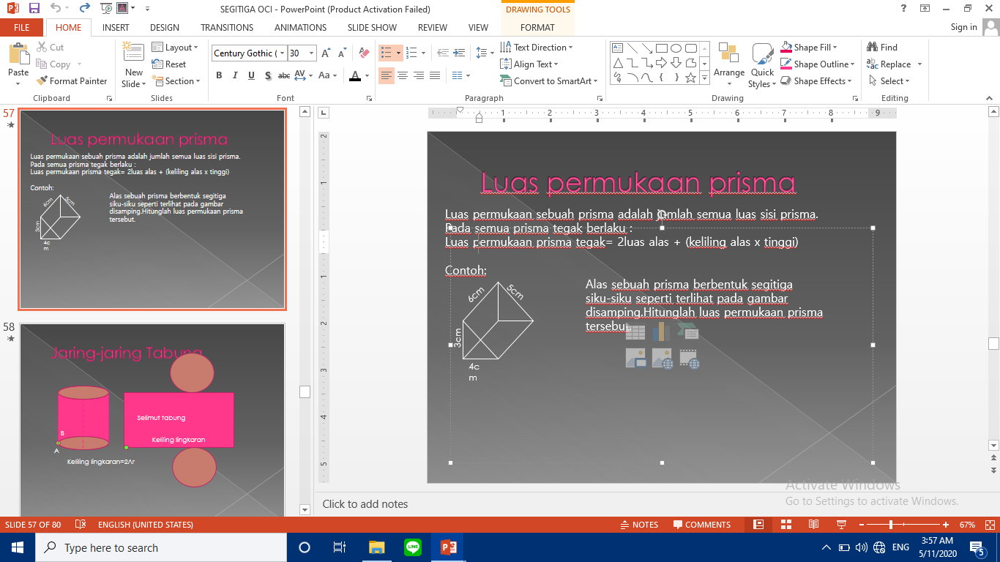 SEGITIGA OCI - PowerPoint (Product Activation Failed)
DRAWING TOOLS
?
FILE
HOME
INSERT
DESIGN
TRANSITIONS
ANIMATIONS
SLIDE SHOW
REVIEW
VIEW
FORMAT
Sign in
Paste
Cut
Copy
Format Painter
Clipboard
New Slide
Layout
Reset
Section
Slides
Century Gothic (
30
B I U S abc AV Aa A
Font
Text Direction
Align Text
Convert to SmartArt
Paragraph
Arrange
Quick Styles
Shape Fill
Shape Outline
Shape Effects
Drawing
Find
Replace
Select
Editing
57
Luas permukaan prisma
Luas permukaan sebuah prisma adalah jumlah semua luas sisi prisma.
Pada semua prisma tegak berlaku :
Luas permukaan prisma tegak= 2luas alas + (keliling alas x tinggi)
Contoh:
6cm
5cm
3cm
4c
m
Alas sebuah prisma berbentuk segitiga
siku-siku seperti terlihat pada gambar
disamping.Hitunglah luas permukaan prisma
tersebut.
58
Jaring-jaring Tabung
Selimut tabung
Keliling lingkaran
B
A
Keliling lingkaran=2Λr
1 2 3 4 5 6 7 8 9
2
1
1
2
3
4
5
Luas permukaan prisma
Luas permukaan sebuah prisma adalah jumlah semua luas sisi prisma.
Pada semua prisma tegak berlaku :
Luas permukaan prisma tegak= 2luas alas + (keliling alas x tinggi)
Contoh:
6cm
5cm
3cm
4c
m
Alas sebuah prisma berbentuk segitiga
siku-siku seperti terlihat pada gambar
disamping.Hitunglah luas permukaan prisma
tersebut.
Activate Windows
Go to Settings to activate Windows.
Click to add notes
SLIDE 57 OF 80
ENGLISH (UNITED STATES)
NOTES
COMMENTS
67%
Type here to search
LINE
ENG
3:57 AM
5/11/2020
5